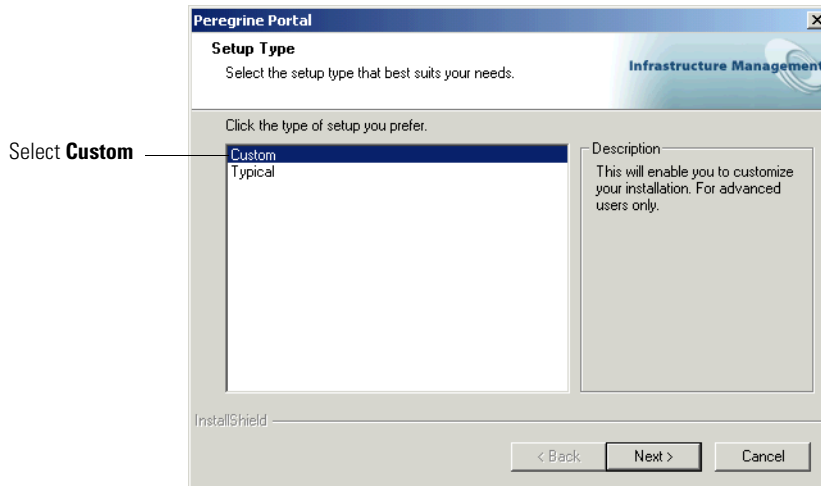 Peregrine Portal
Setup Type
Select the setup type that best suits your needs.
Infrastructure Management
Click the type of setup you prefer.
Select Custom
Custom
Typical
Description
This will enable you to customize
your installation. For advanced
users only.
InstallShield
< Back
Next >
Cancel